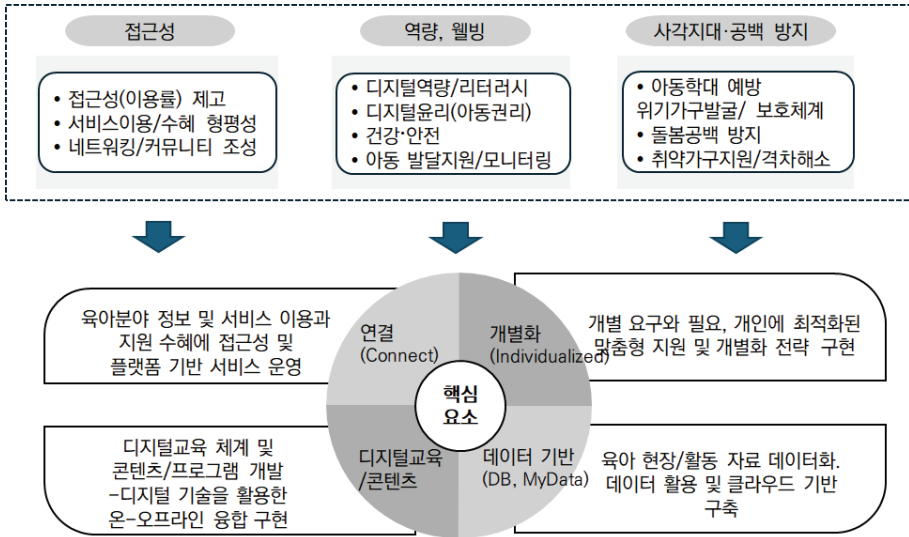 접근성
• 접근성(이용률) 제고
• 서비스이용/수혜 형평성
• 네트워킹/커뮤니티 조성
역량, 웰빙
• 디지털역량/리터러시
• 디지털윤리(아동권리)
• 건강·안전
• 아동 발달지원/모니터링
사각지대·공백 방지
• 아동학대 예방
위기가구발굴/ 보호체계
• 돌봄공백 방지
• 취약가구지원/격차해소
육아분야 정보 및 서비스 이용과
지원 수혜에 접근성 및
플랫폼 기반 서비스 운영
연결
(Connect)
개별화
(Individualized)
개별 요구와 필요, 개인에 최적화된
맞춤형 지원 및 개별화 전략 구현
핵심
요소
디지털교육 체계 및
콘텐츠/프로그램 개발
-디지털 기술을 활용한
온-오프라인 융합 구현
디지털교육
/콘텐츠
데이터 기반
(DB, MyData)
육아 현장/활동 자료 데이터화.
데이터 활용 및 클라우드 기반
구축